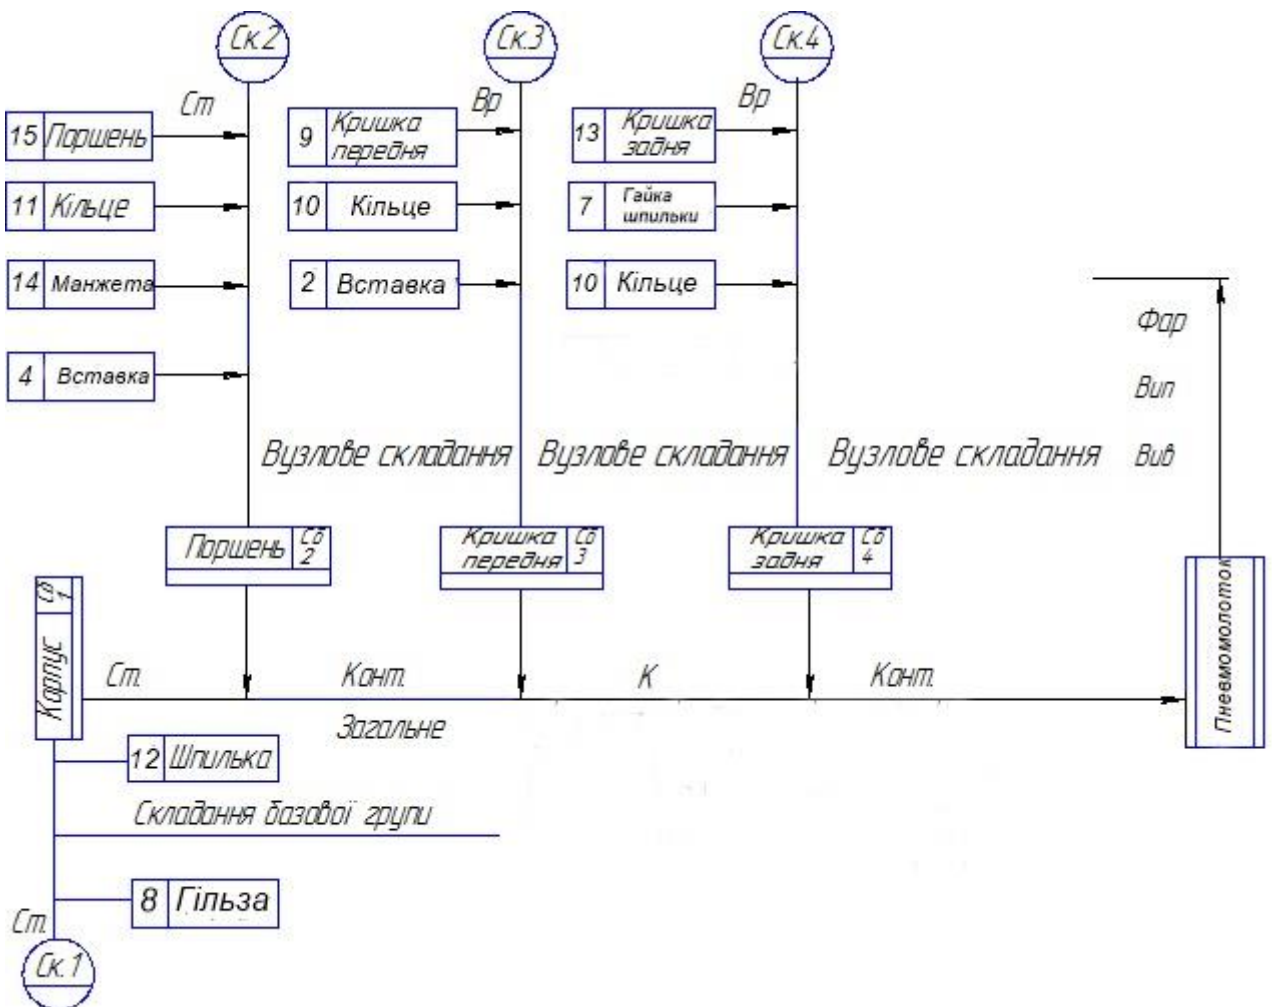 Ск.2
Ск.3
Ск.4
Ст
Вр
Вр
15 Поршень
9 Кришка
передня
13 Кришка
задня
11 Кільце
10 Кільце
7 Гайка
шпильки
14 Манжета
2 Вставка
10 Кільце
4 Вставка
Фар
Вип
Вив
Вузлове складання
Вузлове складання
Вузлове складання
Поршень Сб
2
Кришка
передня
Сб
3
Кришка
задня
Сб
4
Сб
1
Корпус
Ст.
Конт.
К
Конт.
Загальне
Пневмомолоток
12 Шпилька
Складання базової групи
8 Гільза
Ст.
Ск.1